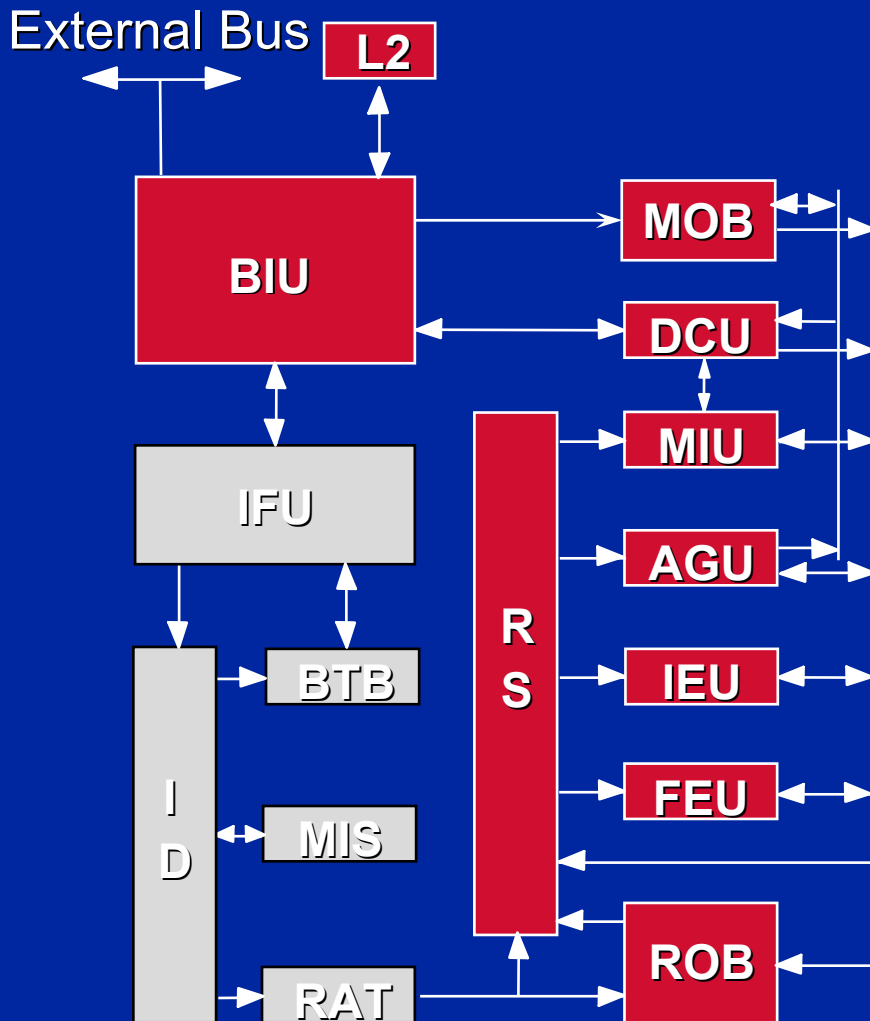 External Bus
L2
BIU
MOB
DCU
MIU
IFU
AGU
R
S
BTB
IEU
I
D
MIS
FEU
RAT
ROB